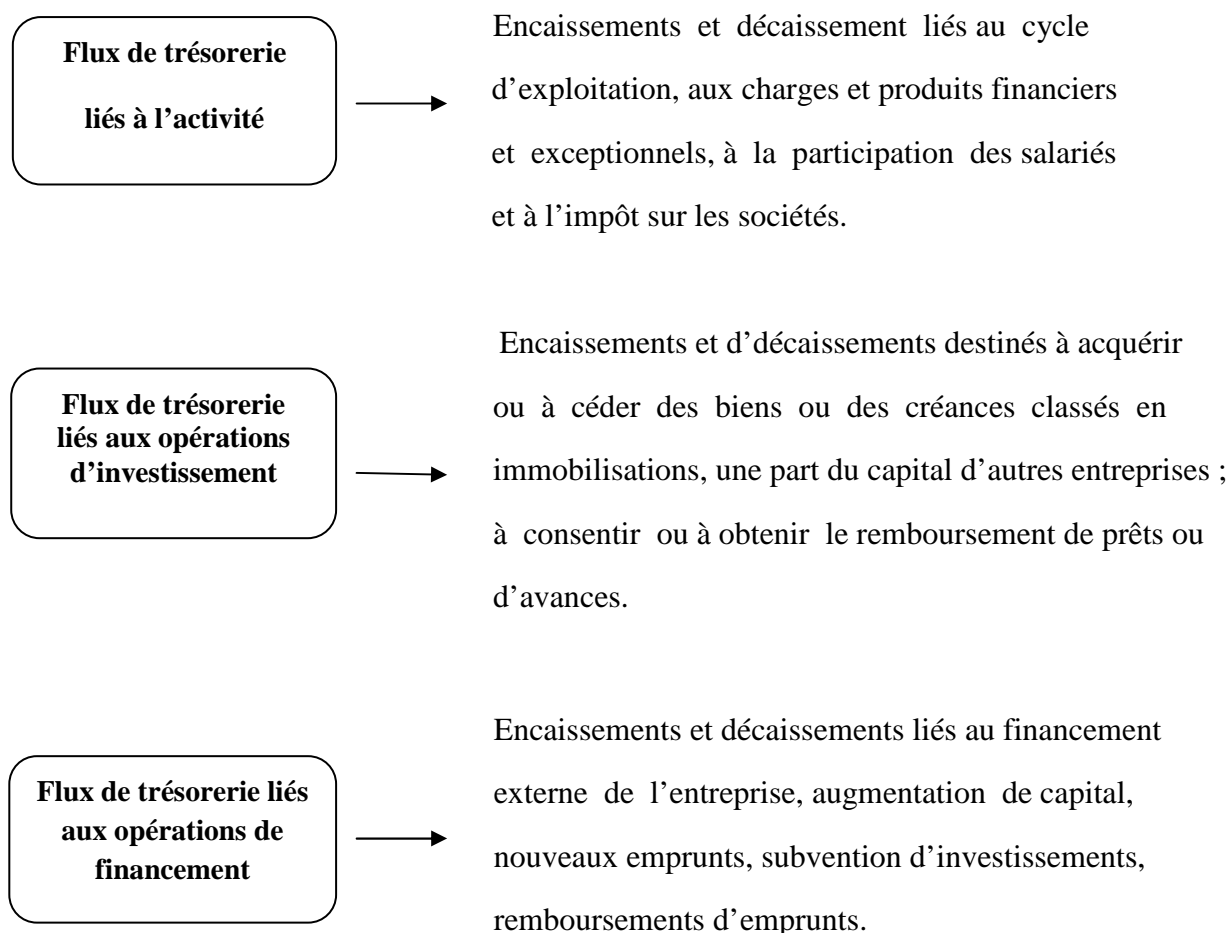 Flux de trésorerie
liés à l’activité
Encaissements et décaissement liés au cycle
d’exploitation, aux charges et produits financiers
et exceptionnels, à la participation des salariés
et à l’impôt sur les sociétés.
Flux de trésorerie
liés aux opérations
d’investissement
Encaissements et d’décaissements destinés à acquérir
ou à céder des biens ou des créances classés en
immobilisations, une part du capital d’autres entreprises ;
à consentir ou à obtenir le remboursement de prêts ou
d’avances.
Flux de trésorerie liés
aux opérations de
financement
Encaissements et décaissements liés au financement
externe de l’entreprise, augmentation de capital,
nouveaux emprunts, subvention d’investissements,
remboursements d’emprunts.